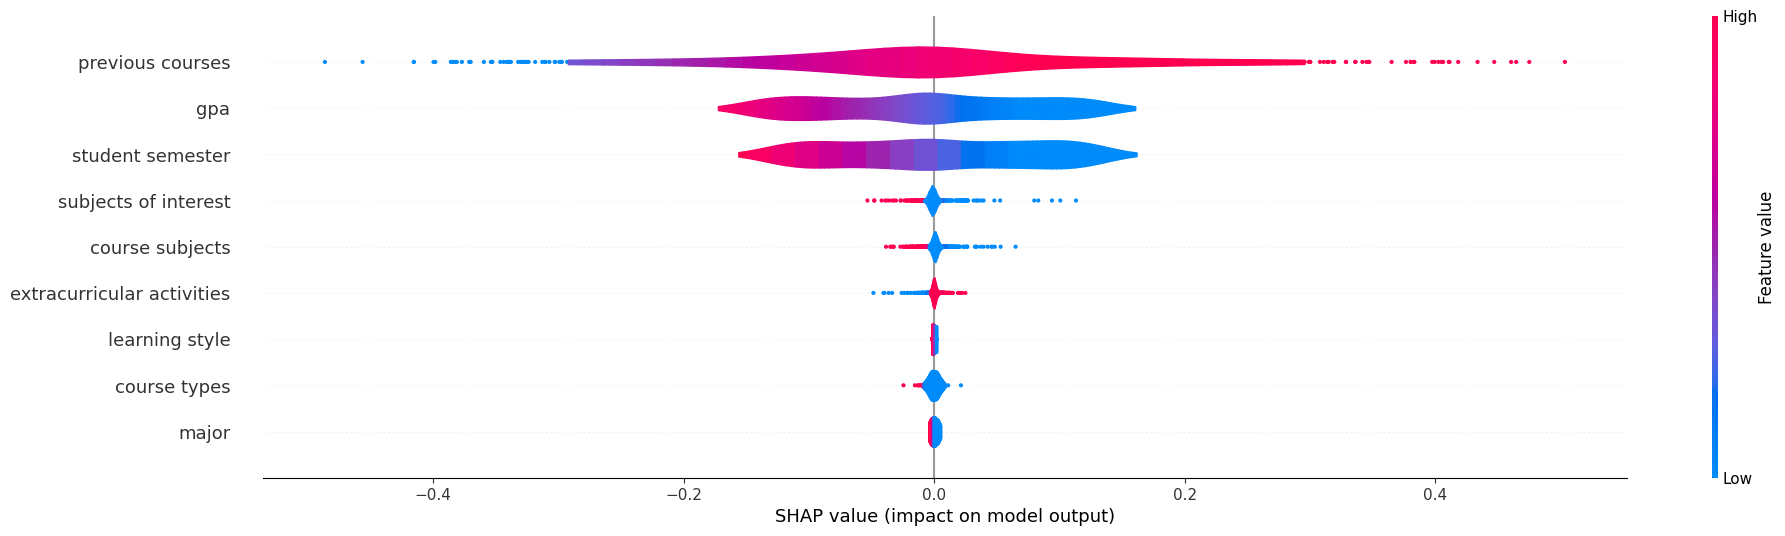 High
previous courses
gpa
student semester
subjects of interest
course subjects
extracurricular activities
learning style
course types
major
Feature value
Low
−0.4 −0.2 0.0 0.2 0.4
SHAP value (impact on model output)